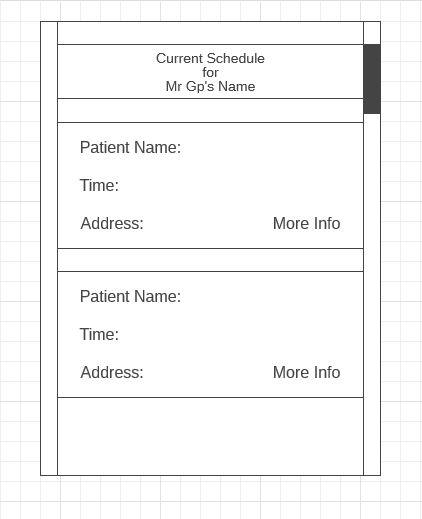 Current Schedule
for
Mr Gp's Name
Patient Name:
Time:
Address: More Info
Patient Name:
Time:
Address: More Info